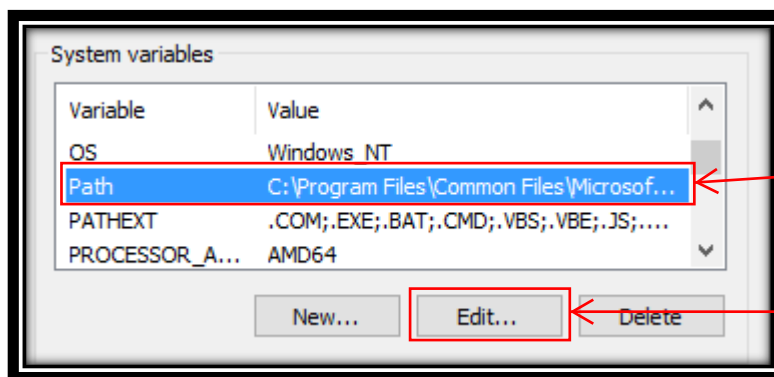 System variables
Variable Value
OS Windows_NT
Path C:\Program Files\Common Files\Microsof...
PATHEXT .COM;.EXE;.BAT;.CMD;.VBS;.VBE;.JS;....
PROCESSOR_A... AMD64
New... Edit... Delete